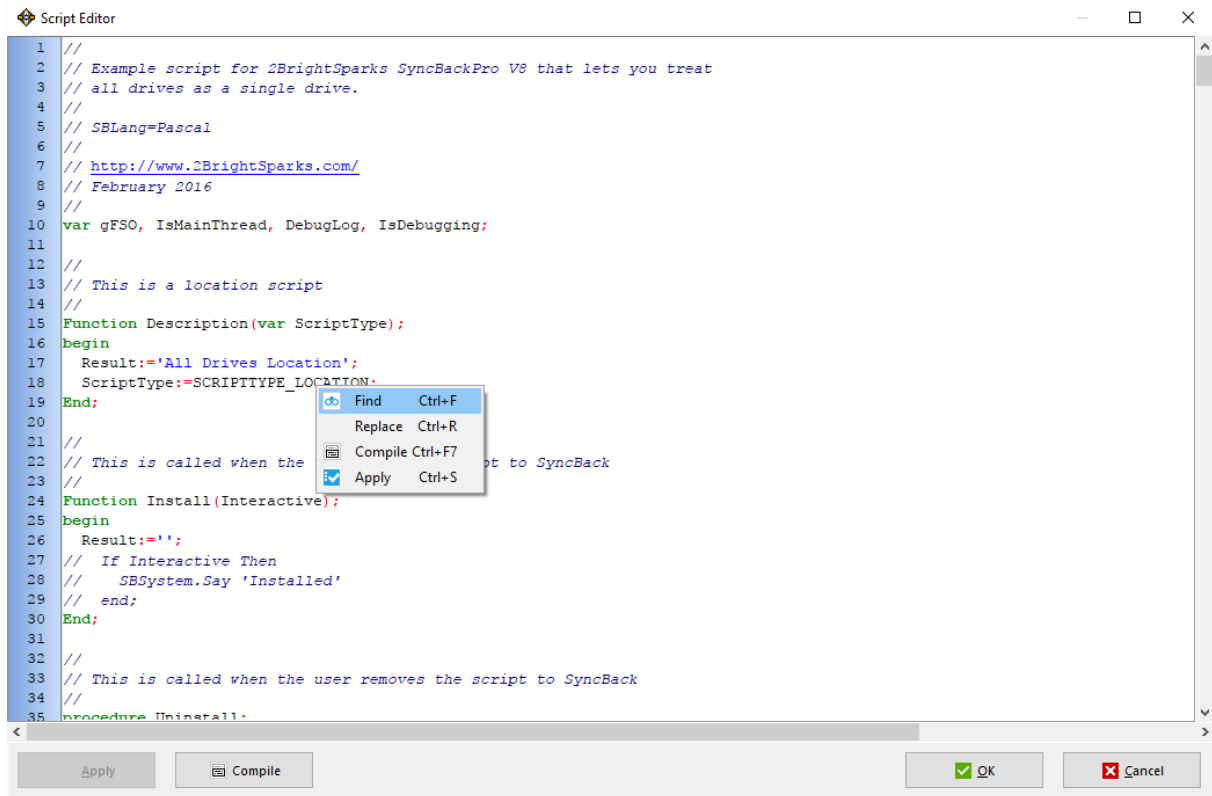 Script Editor
1 //
2 // Example script for 2BrightSparks SyncBackPro V8 that lets you treat
3 // all drives as a single drive.
4 //
5 // SBLang=Pascal
6 //
7 // http://www.2BrightSparks.com/
8 // February 2016
9 //
10 var gFSO, IsMainThread, DebugLog, IsDebugging;
11
12 //
13 // This is a location script
14 //
15 Function Description(var ScriptType);
16 begin
17 Result:='All Drives Location';
18 ScriptType:=SCRIPTTYPE_LOCATION;
19 End;
20
21 //
22 // This is called when the pt to SyncBack
23 //
24 Function Install(Interactive);
25 begin
26 Result:='';
27 // If Interactive Then
28 // SBSystem.Say 'Installed'
29 // end;
30 End;
31
32 //
33 // This is called when the user removes the script to SyncBack
34 //
35 procedure Uninstall;
Find Ctrl+F
Replace Ctrl+R
Compile Ctrl+F7
Apply Ctrl+S
Apply
Compile
OK
Cancel